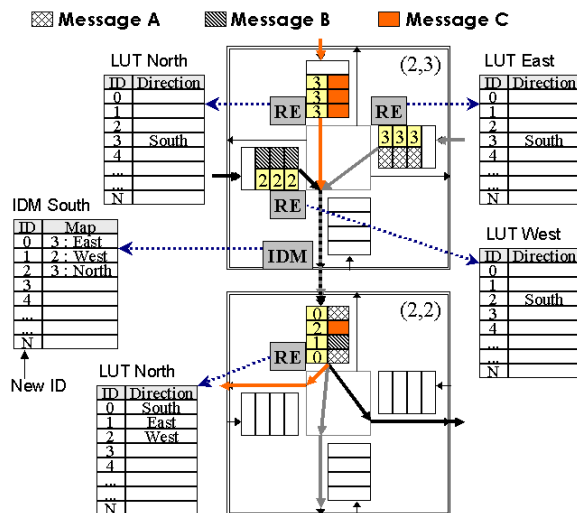 Message A Message B Message C
LUT North
ID Direction
0
1
2
3 South
4
...
...
N
(2,3)
RE
3
3
3
RE
3 3 3
2 2 2
RE
IDM
LUT East
ID Direction
0
1
2
3 South
4
...
...
N
IDM South
ID Map
0 3 : East
1 2 : West
2 3 : North
3
4
...
...
N
New ID
LUT West
ID Direction
0
1
2 South
3
4
...
...
N
(2,2)
0
2
1
0
RE
LUT North
ID Direction
0 South
1 East
2 West
3
4
...
...
N